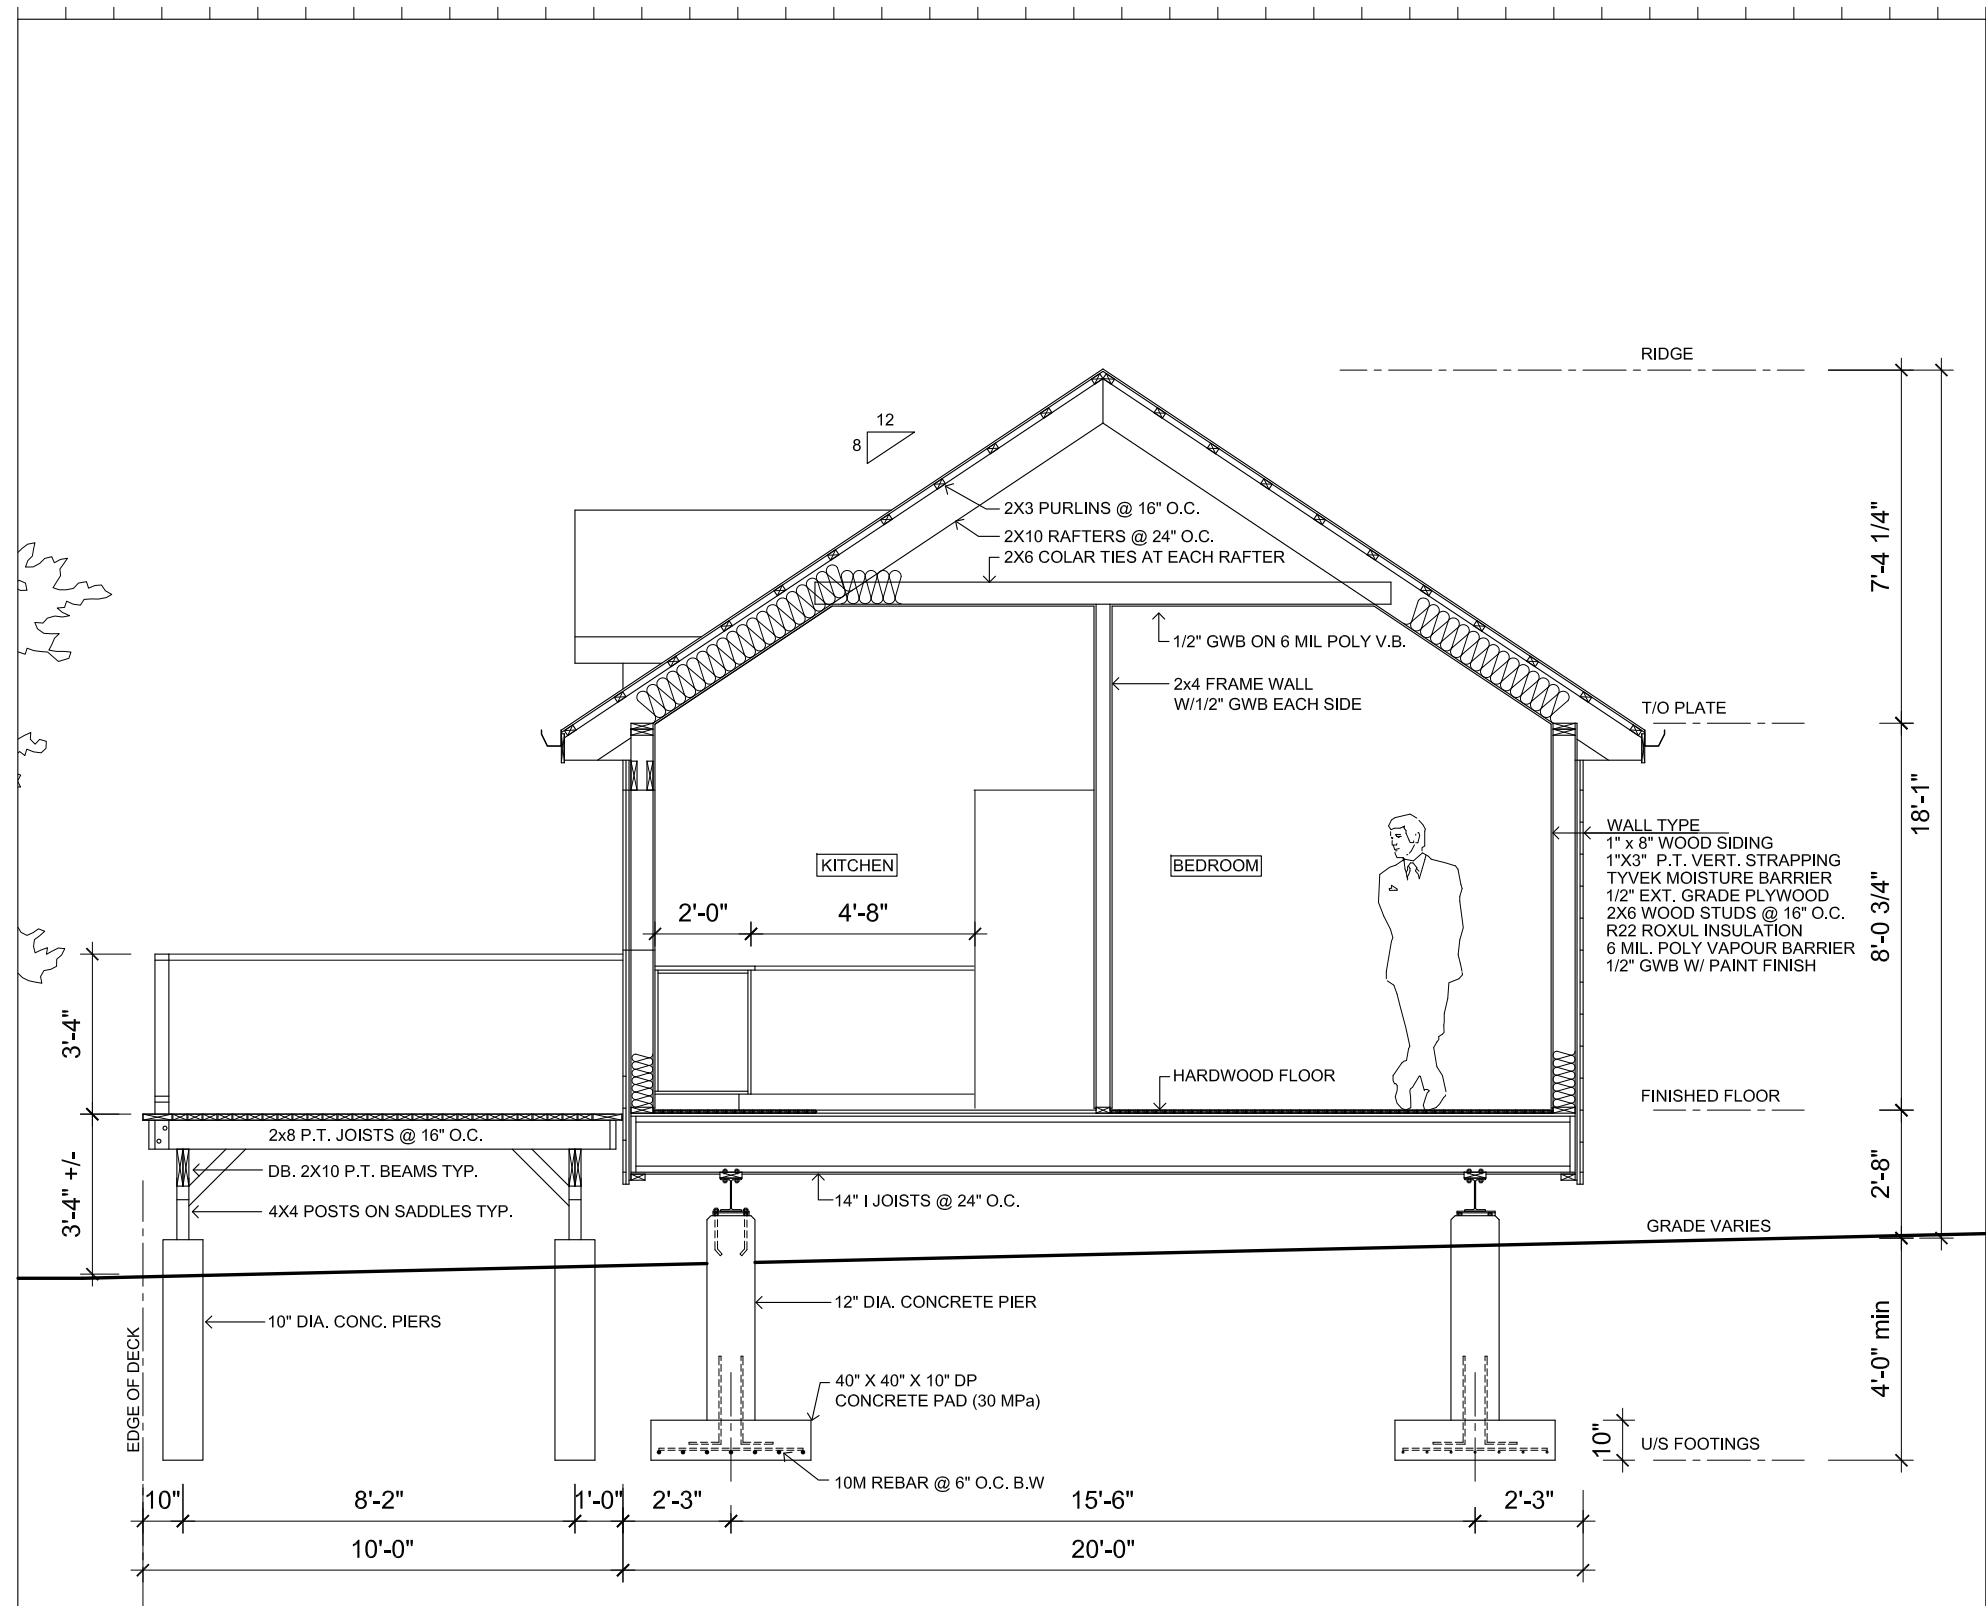 RIDGE
12
8
2X3 PURLINS @ 16" O.C.
2X10 RAFTERS @ 24" O.C.
2X6 COLAR TIES AT EACH RAFTER
7'-4 1/4"
1/2" GWB ON 6 MIL POLY V.B.
2x4 FRAME WALL
W/1/2" GWB EACH SIDE
T/O PLATE
18'-1"
WALL TYPE
1" x 8" WOOD SIDING
1"X3" P.T. VERT. STRAPPING
TYVEK MOISTURE BARRIER
1/2" EXT. GRADE PLYWOOD
2X6 WOOD STUDS @ 16" O.C.
R22 ROXUL INSULATION
6 MIL. POLY VAPOUR BARRIER
1/2" GWB W/ PAINT FINISH
8'-0 3/4"
KITCHEN
BEDROOM
2'-0"
4'-8"
3'-4"
HARDWOOD FLOOR
FINISHED FLOOR
2x8 P.T. JOISTS @ 16" O.C.
DB. 2X10 P.T. BEAMS TYP.
4X4 POSTS ON SADDLES TYP.
3'-4" +/-
14" I JOISTS @ 24" O.C.
2'-8"
GRADE VARIES
10" DIA. CONC. PIERS
12" DIA. CONCRETE PIER
EDGE OF DECK
40" X 40" X 10" DP
CONCRETE PAD (30 MPa)
4'-0" min
10"
U/S FOOTINGS
10M REBAR @ 6" O.C. B.W
10"
8'-2"
1'-0"
2'-3"
15'-6"
2'-3"
10'-0"
20'-0"